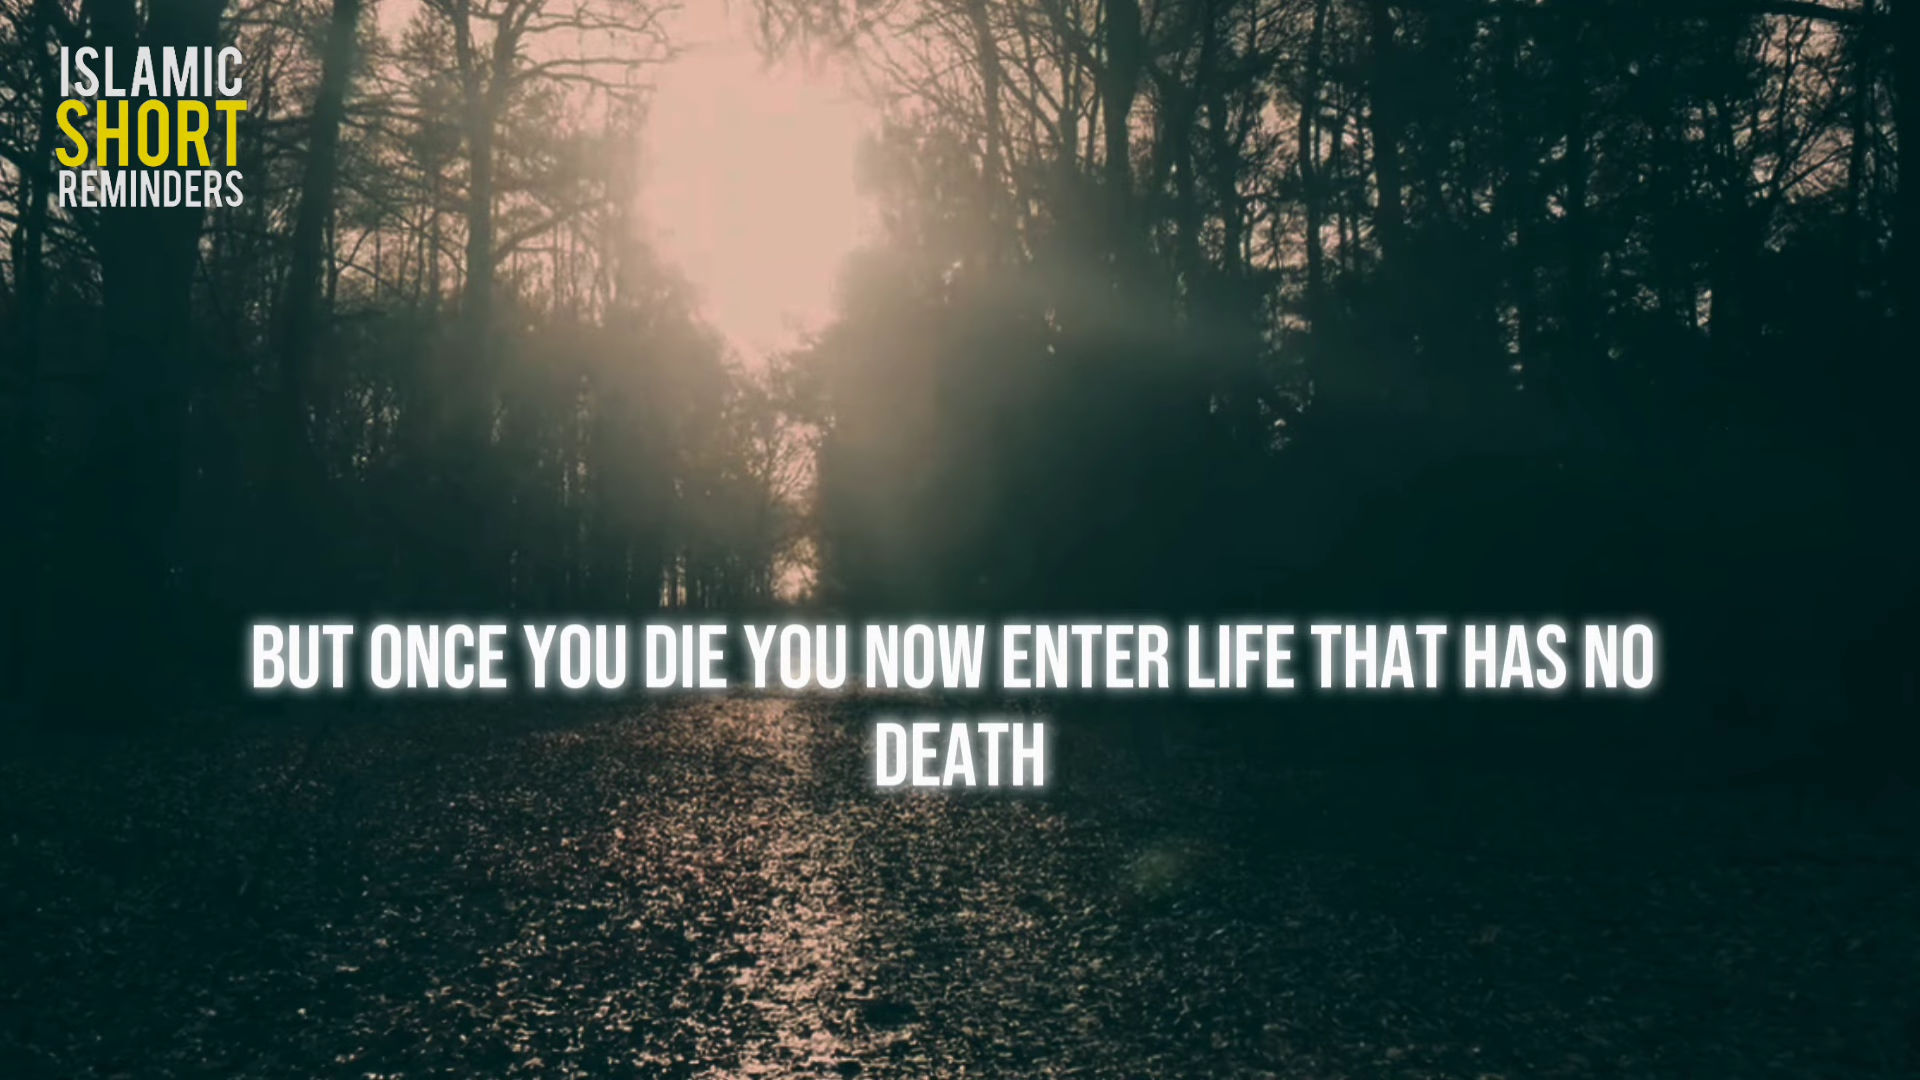 ISLAMIC
SHORT
REMINDERS
BUT ONCE YOU DIE YOU NOW ENTER LIFE THAT HAS NO
DEATH